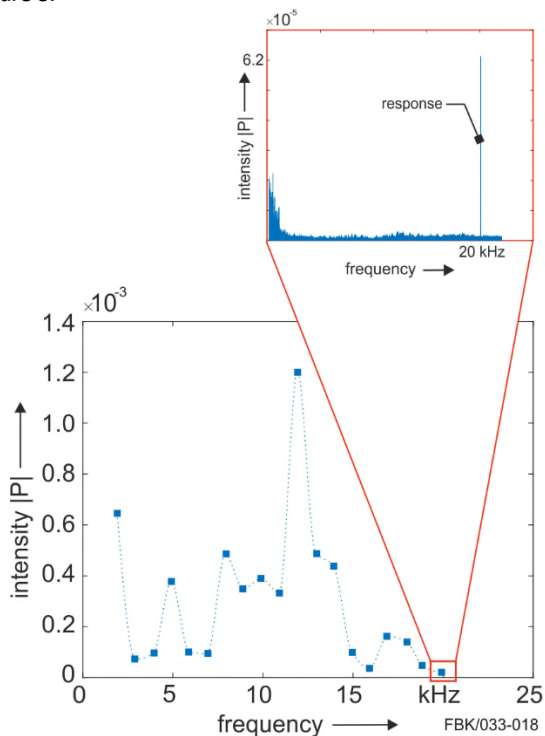 ×10⁻⁵
6.2
response
intensity |P|
20 kHz
frequency
×10⁻³
1.4
1.2
1.0
0.8
0.6
0.4
0.2
0
intensity |P|
0 5 10 15 kHz 25
frequency
FBK/033-018